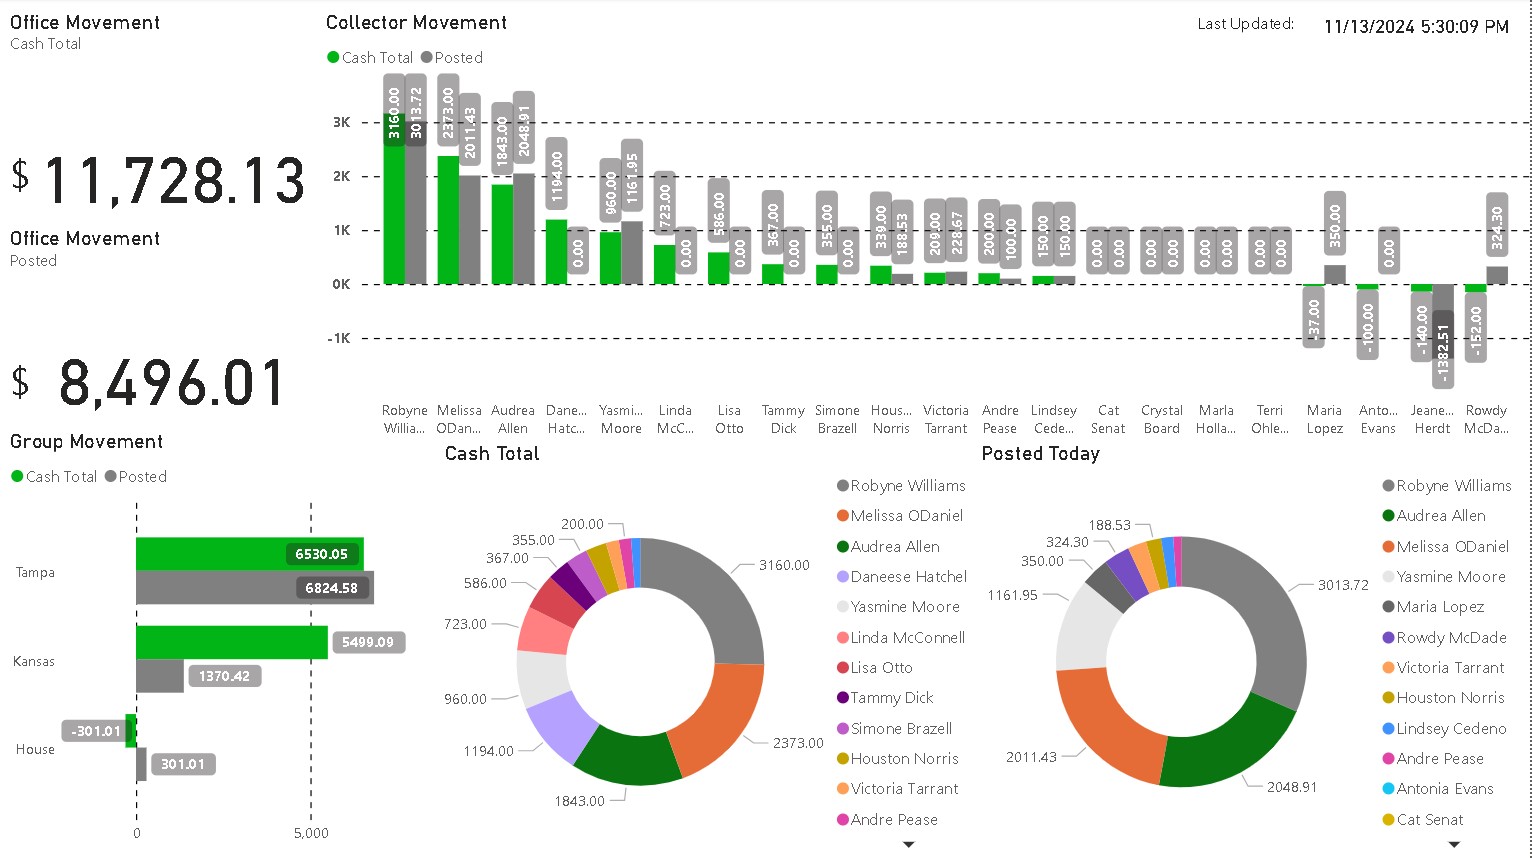 Office Movement
Cash Total
$ 11,728.13
Office Movement
Posted
$ 8,496.01
Collector Movement
Last Updated: 11/13/2024 5:30:09 PM
Cash Total Posted
3K
2K
1K
0K
-1K
3160.00 3013.72 2373.00 2011.43 1843.00 2048.91 1194.00 0.00 960.00 1161.95 723.00 0.00 586.00 0.00 367.00 0.00 355.00 0.00 339.00 188.53 209.00 228.67 200.00 100.00 150.00 150.00 0.00 0.00 0.00 0.00 0.00 0.00 0.00 0.00 -37.00 350.00 -100.00 0.00 -140.00 -1382.51 -152.00 324.30
Robyne Willia...
Melissa ODan...
Audrea Allen
Dane... Hatc...
Yasmi... Moore
Linda McC...
Lisa Otto
Tammy Dick
Simone Brazell
Hous... Norris
Victoria Tarrant
Andre Pease
Lindsey Cede...
Cat Senat
Crystal Board
Marla Holla...
Terri Ohle...
Maria Lopez
Anto... Evans
Jeane... Herdt
Rowdy McDa...
Group Movement
Cash Total Posted
Tampa
6530.05
6824.58
Kansas
5499.09
1370.42
House
-301.01
301.01
0 5,000
Cash Total
200.00
355.00
367.00
586.00
723.00
960.00
1194.00
1843.00
2373.00
3160.00
Robyne Williams
Melissa ODaniel
Audrea Allen
Daneese Hatchel
Yasmine Moore
Linda McConnell
Lisa Otto
Tammy Dick
Simone Brazell
Houston Norris
Victoria Tarrant
Andre Pease
Posted Today
188.53
324.30
350.00
1161.95
2011.43
2048.91
3013.72
Robyne Williams
Audrea Allen
Melissa ODaniel
Yasmine Moore
Maria Lopez
Rowdy McDade
Victoria Tarrant
Houston Norris
Lindsey Cedeno
Andre Pease
Antonia Evans
Cat Senat